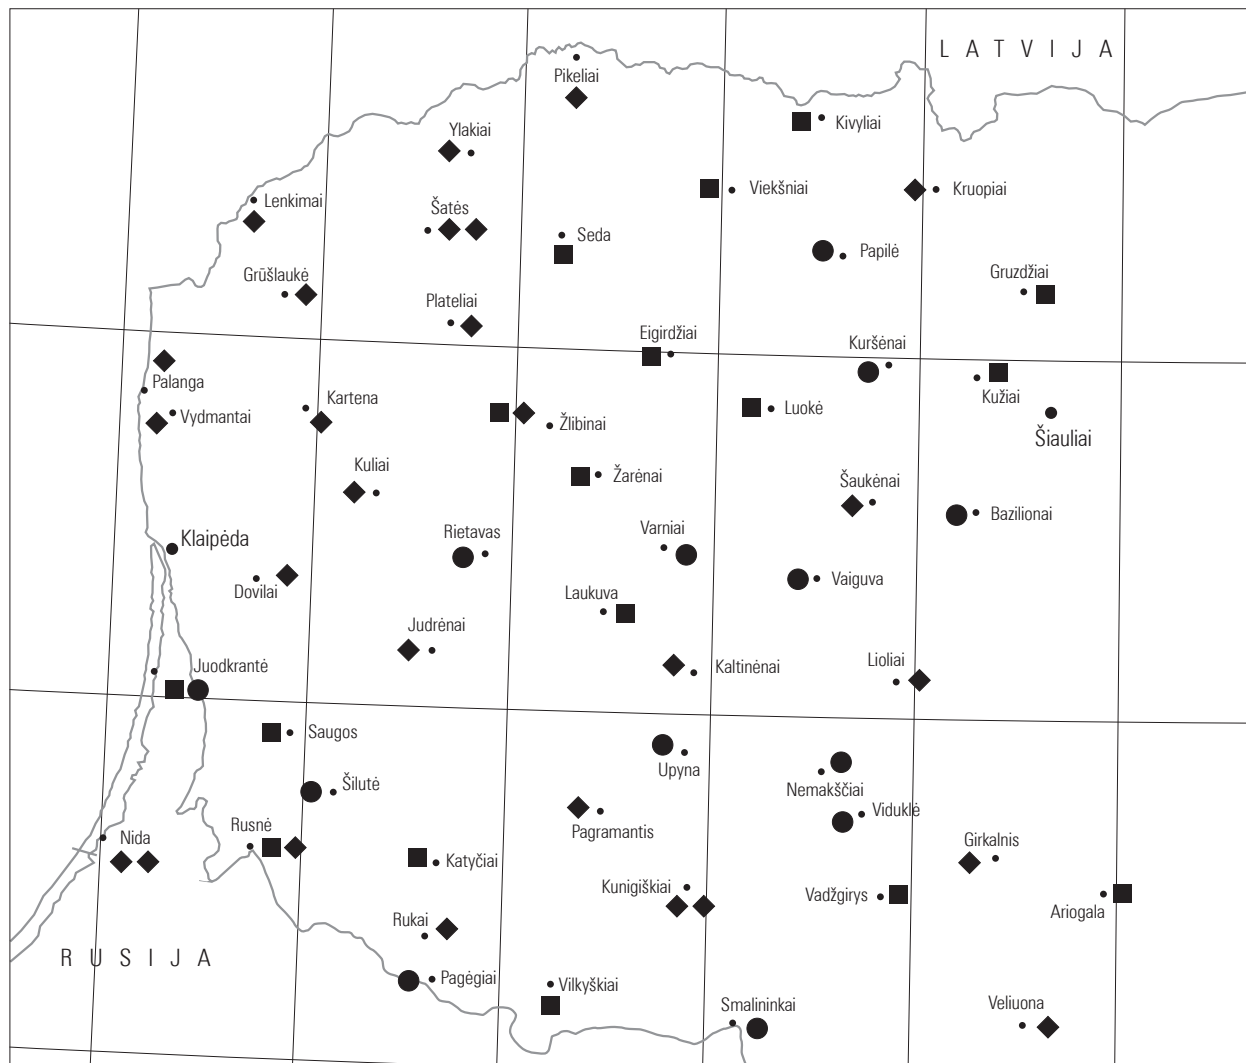 L A T V I J A
Pikeliai
Kivyliai
Ylakiai
Viekšniai
Kruopiai
Lenkimai
Šatės
Seda
Papilė
Gruzdžiai
Grūšlaukė
Plateliai
Eigirdžiai
Kuršėnai
Palanga
Kužiai
Kartena
Luokė
Vydmantai
Žlibinai
Šiauliai
Kuliai
Žarėnai
Šaukėnai
Bazilionai
Klaipėda
Rietavas
Varniai
Vaiguva
Dovilai
Laukuva
Judrėnai
Juodkrantė
Kaltinėnai
Lioliai
Saugos
Upyna
Šilutė
Nemakščiai
Viduklė
Rusnė
Pagramantis
Nida
Girkalnis
Katyčiai
Kunigiškiai
Vadžgirys
Ariogala
Rukai
R U S I J A
Pagėgiai
Vilkyškiai
Smalininkai
Veliuona